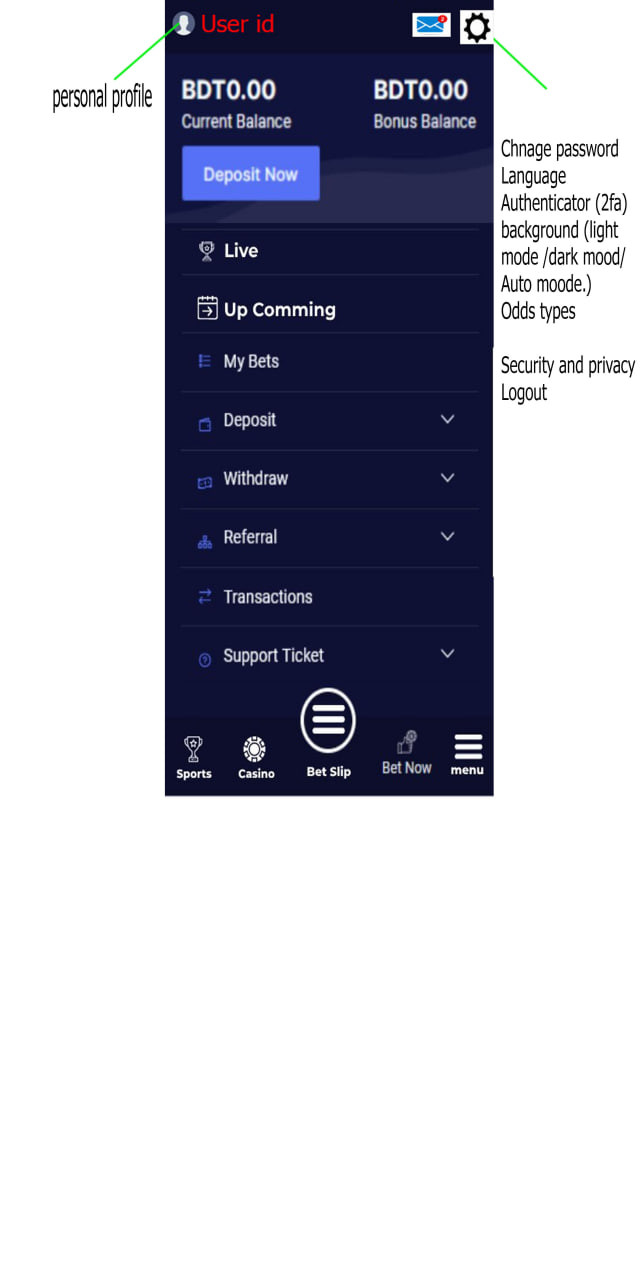 User id
personal profile
BDT0.00
Current Balance
BDT0.00
Bonus Balance
Deposit Now
Chnage password
Language
Authenticator (2fa)
background (light
mode /dark mood/
Auto moode.)
Odds types
Security and privacy
Logout
Live
Up Comming
My Bets
Deposit
Withdraw
Referral
Transactions
Support Ticket
Sports
Casino
Bet Slip
Bet Now
menu